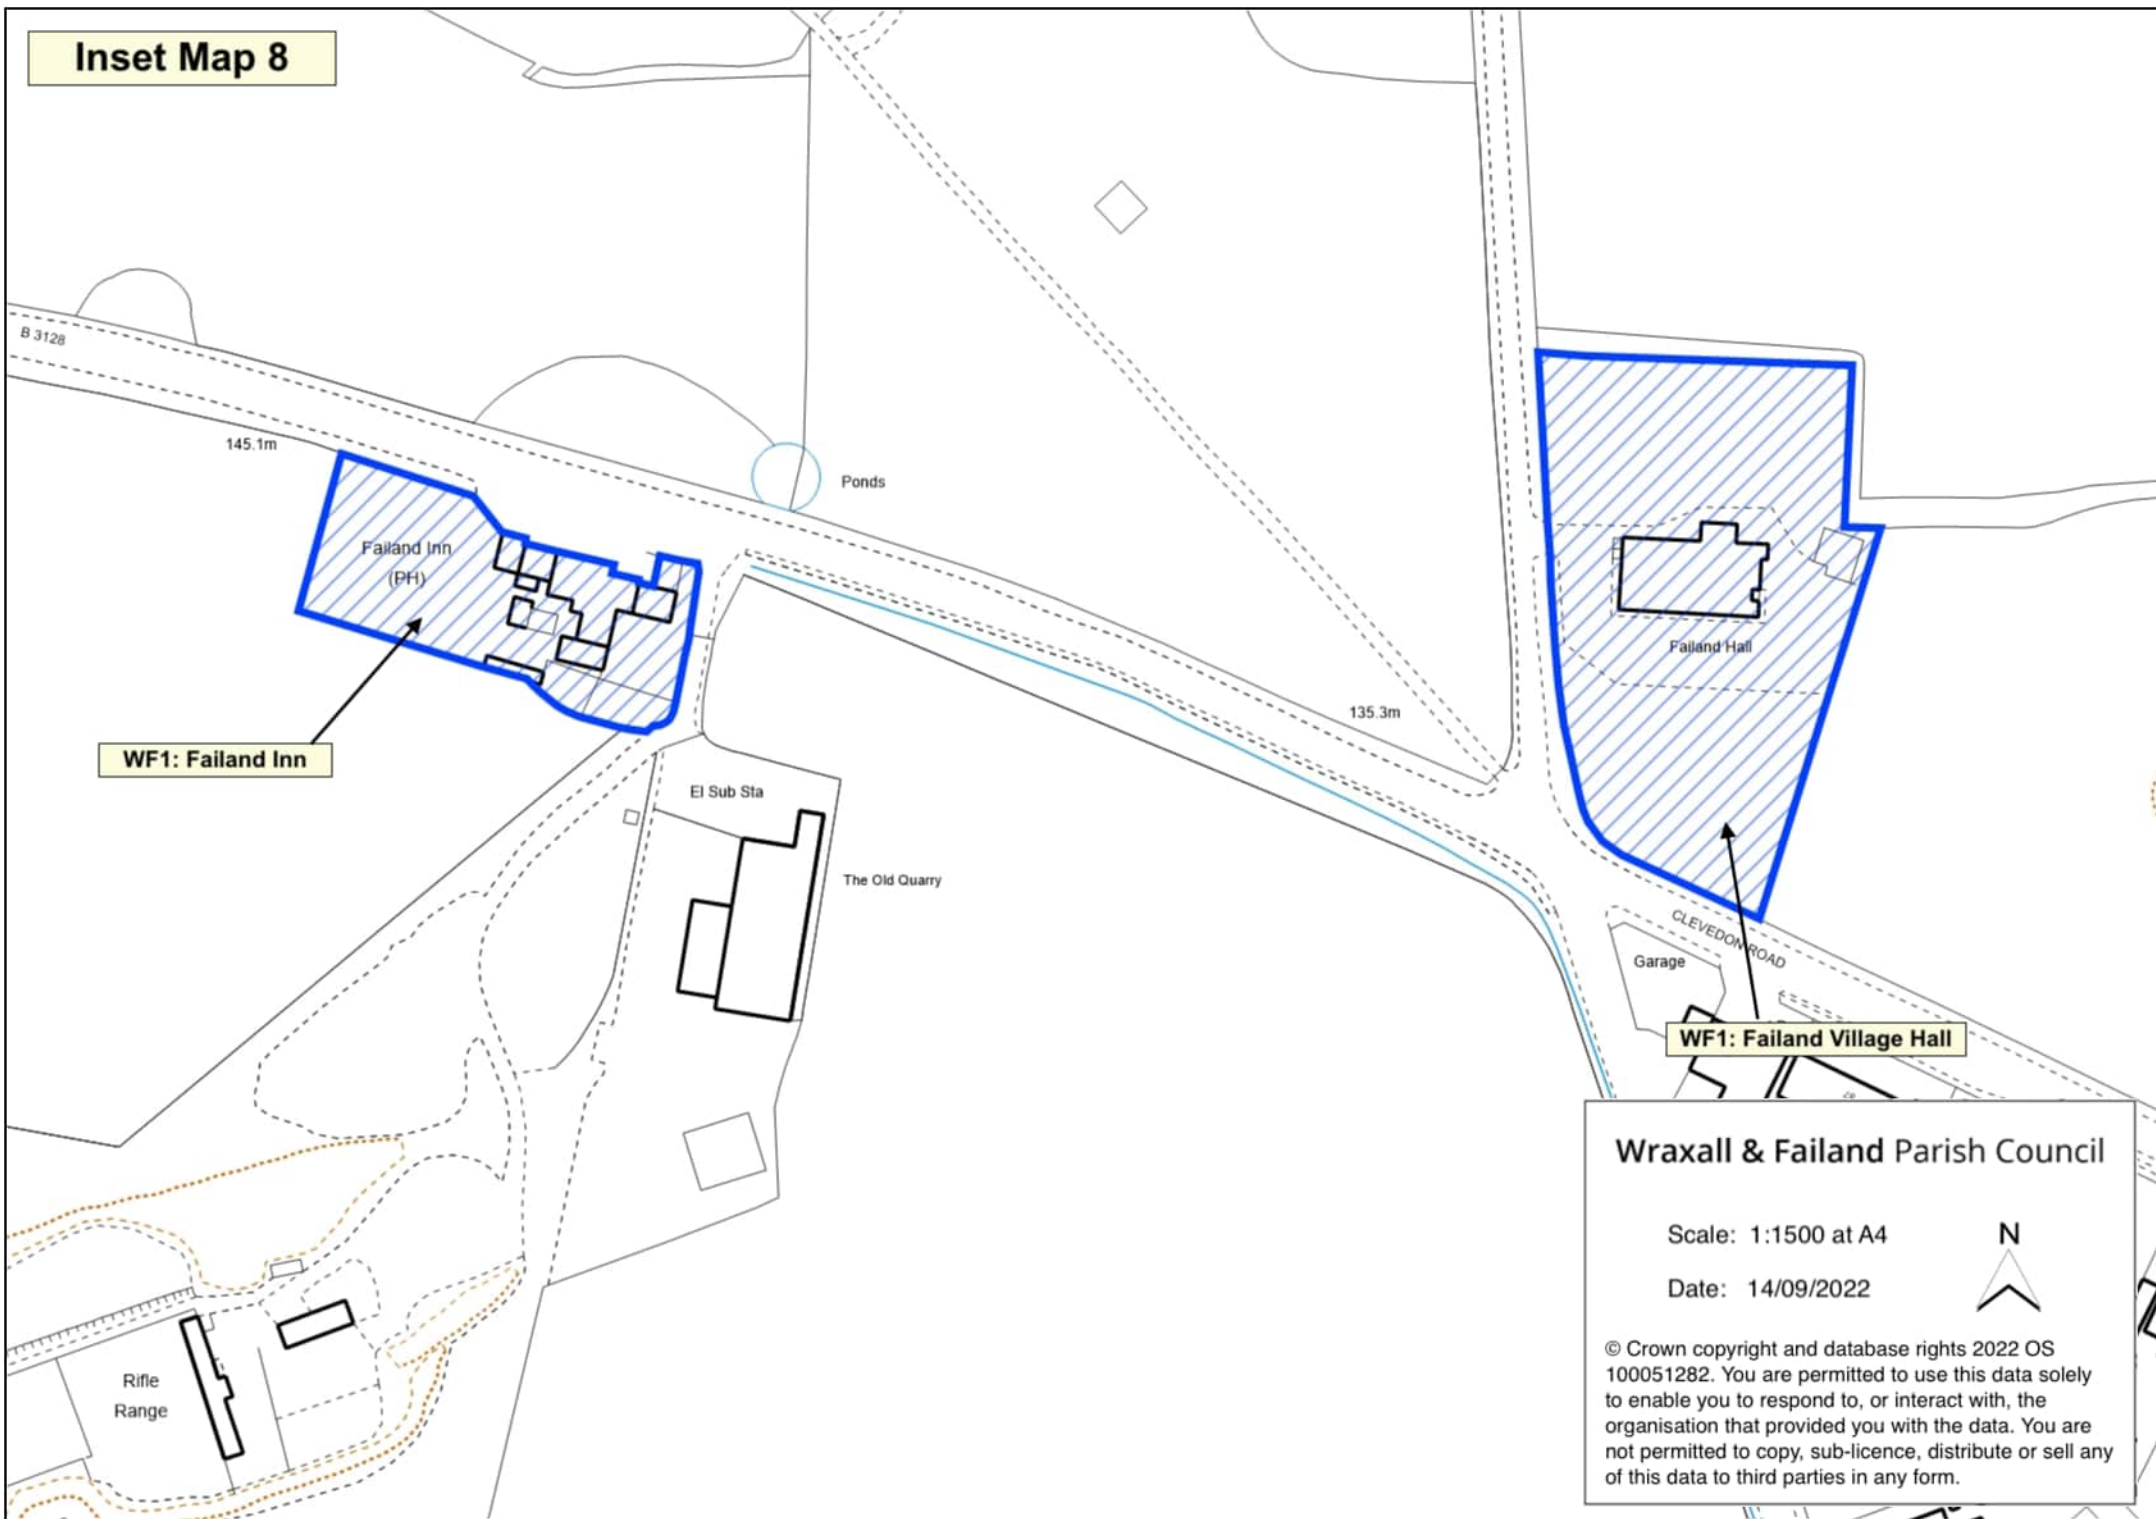 Inset Map 8
B 3128
145.1m
Ponds
Failand Inn
(PH)
Failand Hall
135.3m
WF1: Failand Inn
El Sub Sta
The Old Quarry
CLEVEDON ROAD
Garage
WF1: Failand Village Hall
Wraxall & Failand Parish Council
Scale: 1:1500 at A4
N
Date: 14/09/2022
© Crown copyright and database rights 2022 OS
100051282. You are permitted to use this data solely
to enable you to respond to, or interact with, the
organisation that provided you with the data. You are
not permitted to copy, sub-licence, distribute or sell any
of this data to third parties in any form.
Rifle
Range